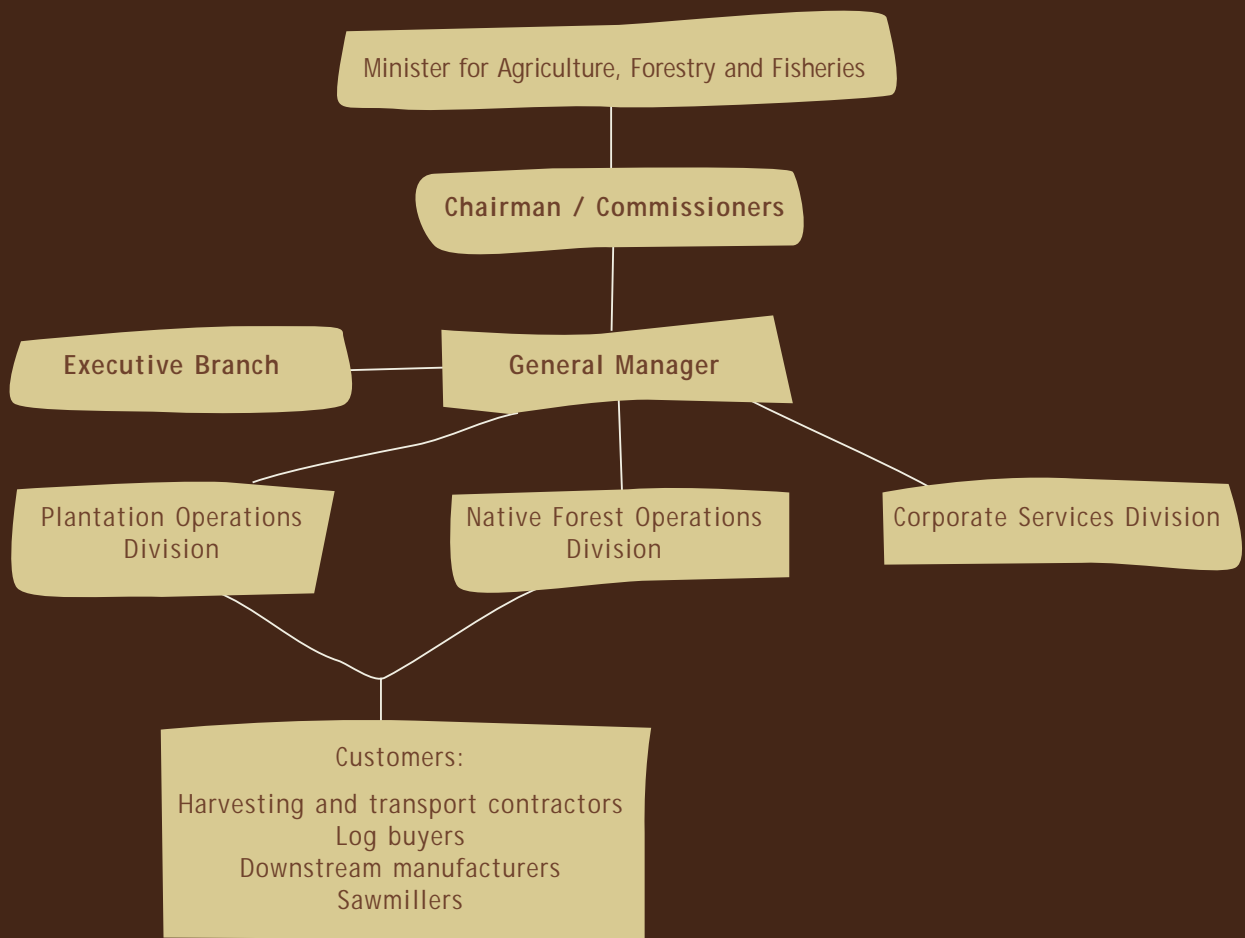 Minister for Agriculture, Forestry and Fisheries
Chairman / Commissioners
Executive Branch
General Manager
Plantation Operations
Division
Native Forest Operations
Division
Corporate Services Division
Customers:
Harvesting and transport contractors
Log buyers
Downstream manufacturers
Sawmillers